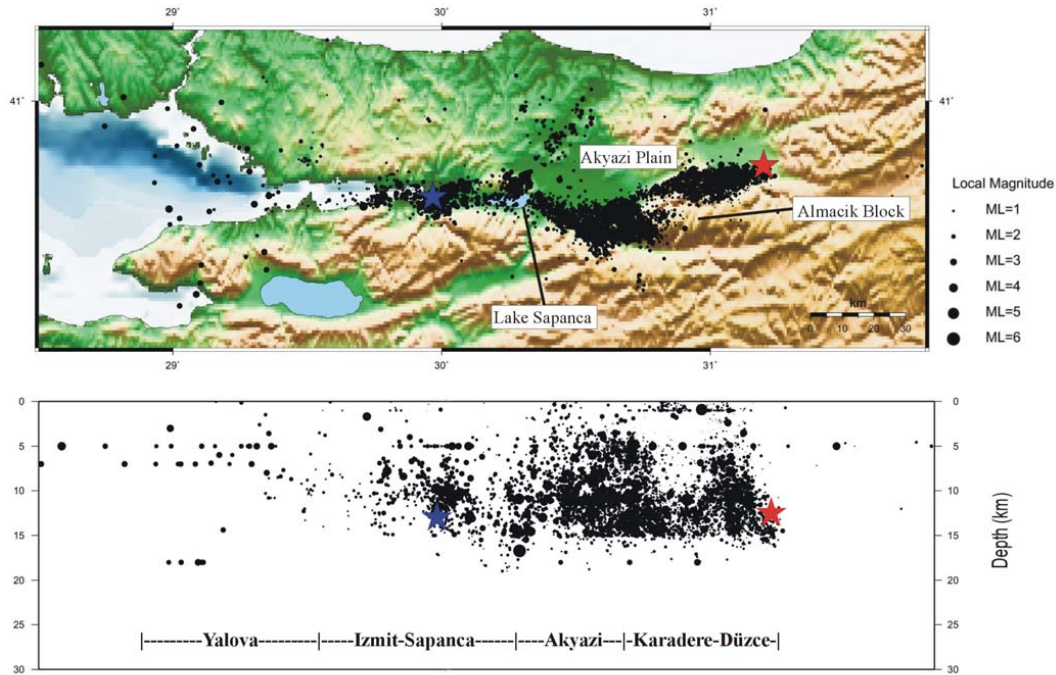 29˚ 30˚ 31˚
41˚ 41˚
Akyazi Plain
Almacik Block
Lake Sapanca
km
0 10 20 30
29˚ 30˚ 31˚
Local Magnitude
ML=1
ML=2
ML=3
ML=4
ML=5
ML=6
0 0
5 5
10 10
15 15
20 20
25 25
30 30
Depth (km)
|---------Yalova---------|-----Izmit-Sapanca-----|----Akyazi----|-Karadere-Düzce-|